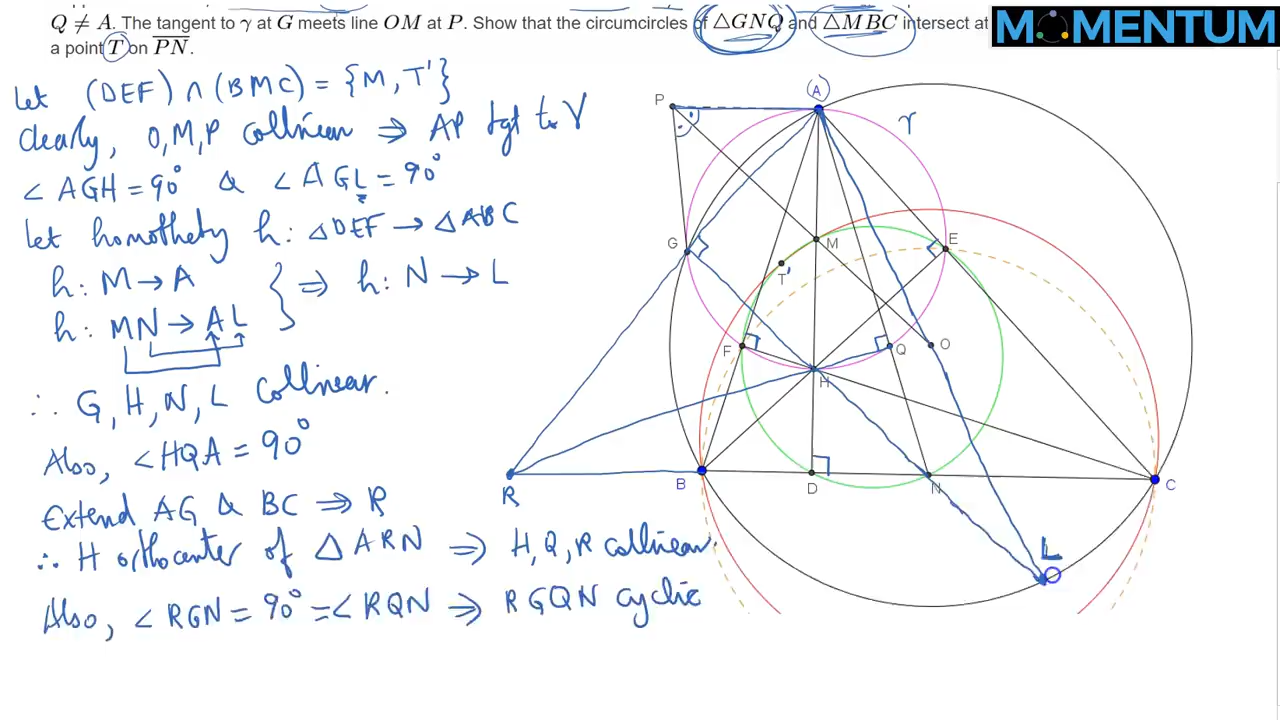 Q ≠ A. The tangent to γ at G meets line OM at P. Show that the circumcircles of △GNQ and △MBC intersect at
a point T on PN.
MOMENTUM
Let (DEF) ∩ (BMC) = {M, T'}
Clearly, O, M, P collinear ⇒ AP tgt to γ
∠AGH = 90° & ∠AGL = 90°
Let homothety h: △DEF → △ABC
h: M → A
h: MN → AL
} ⇒ h: N → L
∴ G, H, N, L collinear.
Also, ∠HQA = 90°
Extend AG & BC ⇒ R
∴ H orthocenter of △ARN ⇒ H, Q, R collinear.
Also, ∠RGN = 90° = ∠RQN ⇒ RGQN cyclic
P
A
γ
G
M
E
T'
F
Q
O
H
R
B
D
N
C
L